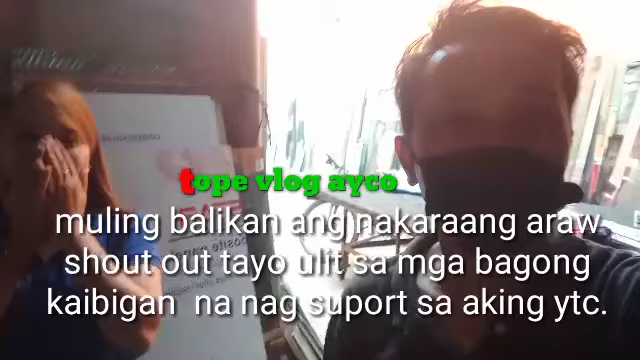 tope vlog ayco
muling balikan ang nakaraang araw
shout out tayo ulit sa mga bagong
kaibigan na nag suport sa aking ytc.